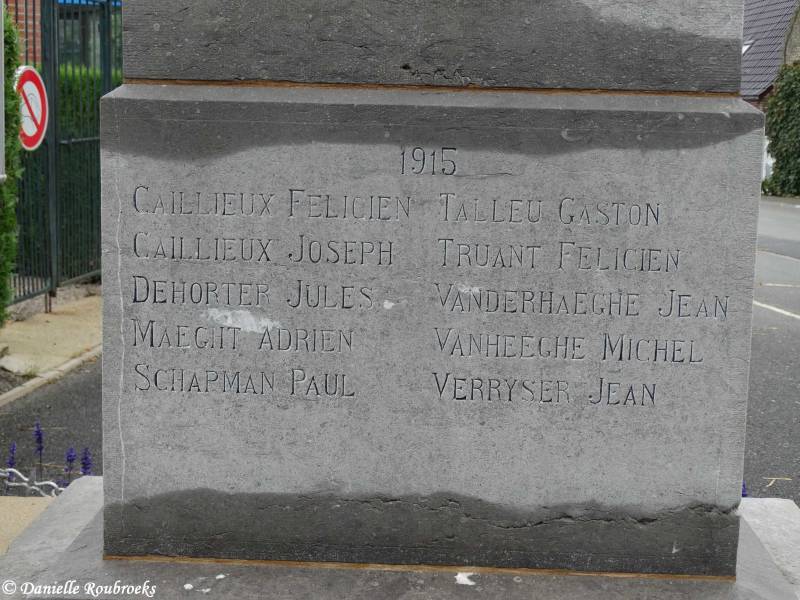 1915
CAILLIEUX FELICIEN
CAILLIEUX JOSEPH
DEHORTER JULES
MAEGHT ADRIEN
SCHAPMAN PAUL
TALLEU GASTON
TRUANT FELICIEN
VANDERHAEGHE JEAN
VANHEEGHE MICHEL
VERRYSER JEAN
© Danielle Roubroeks